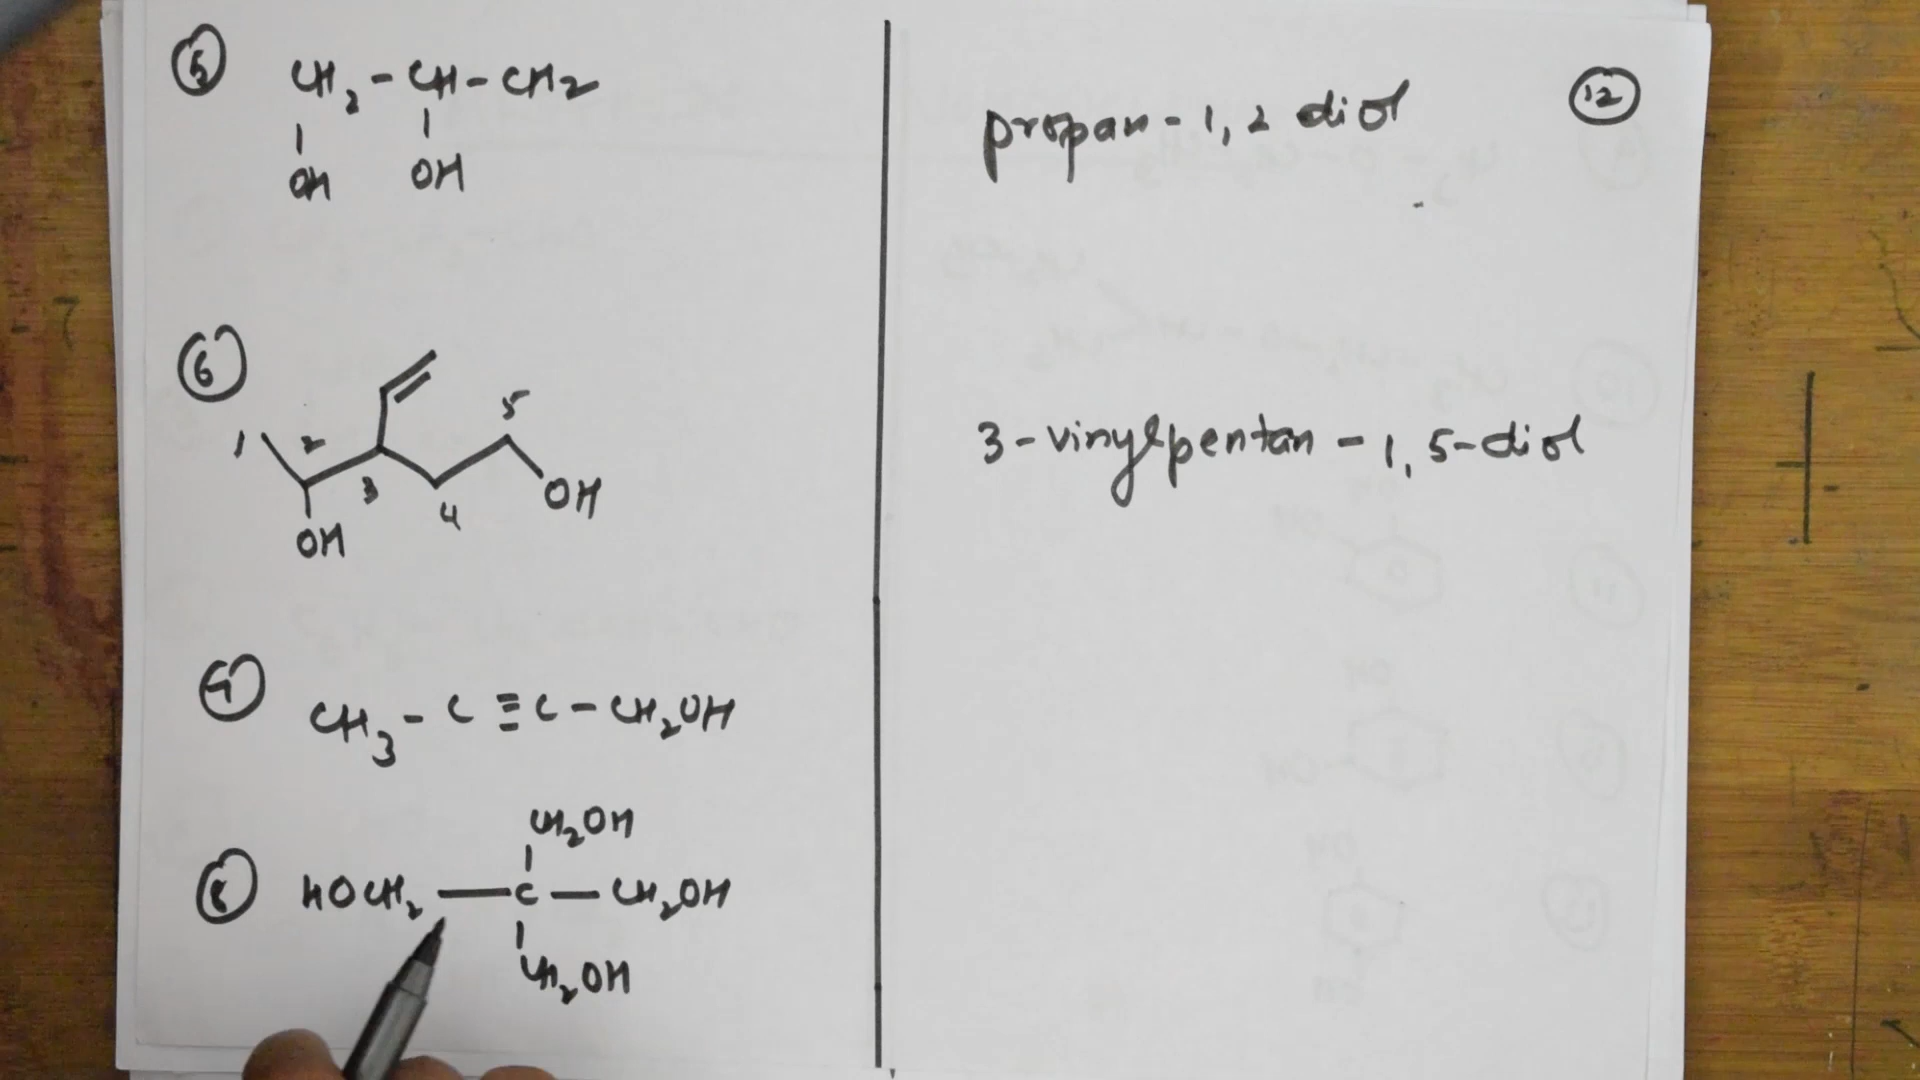 5
CH2 - CH - CH2
OH OH
propan - 1, 2 diol
12
6
1 2 3 4 5
OH
OH
3-vinylpentan - 1, 5-diol
7
CH3 - C ≡ C - CH2OH
8
CH2OH
HOCH2 — C — CH2OH
CH2OH